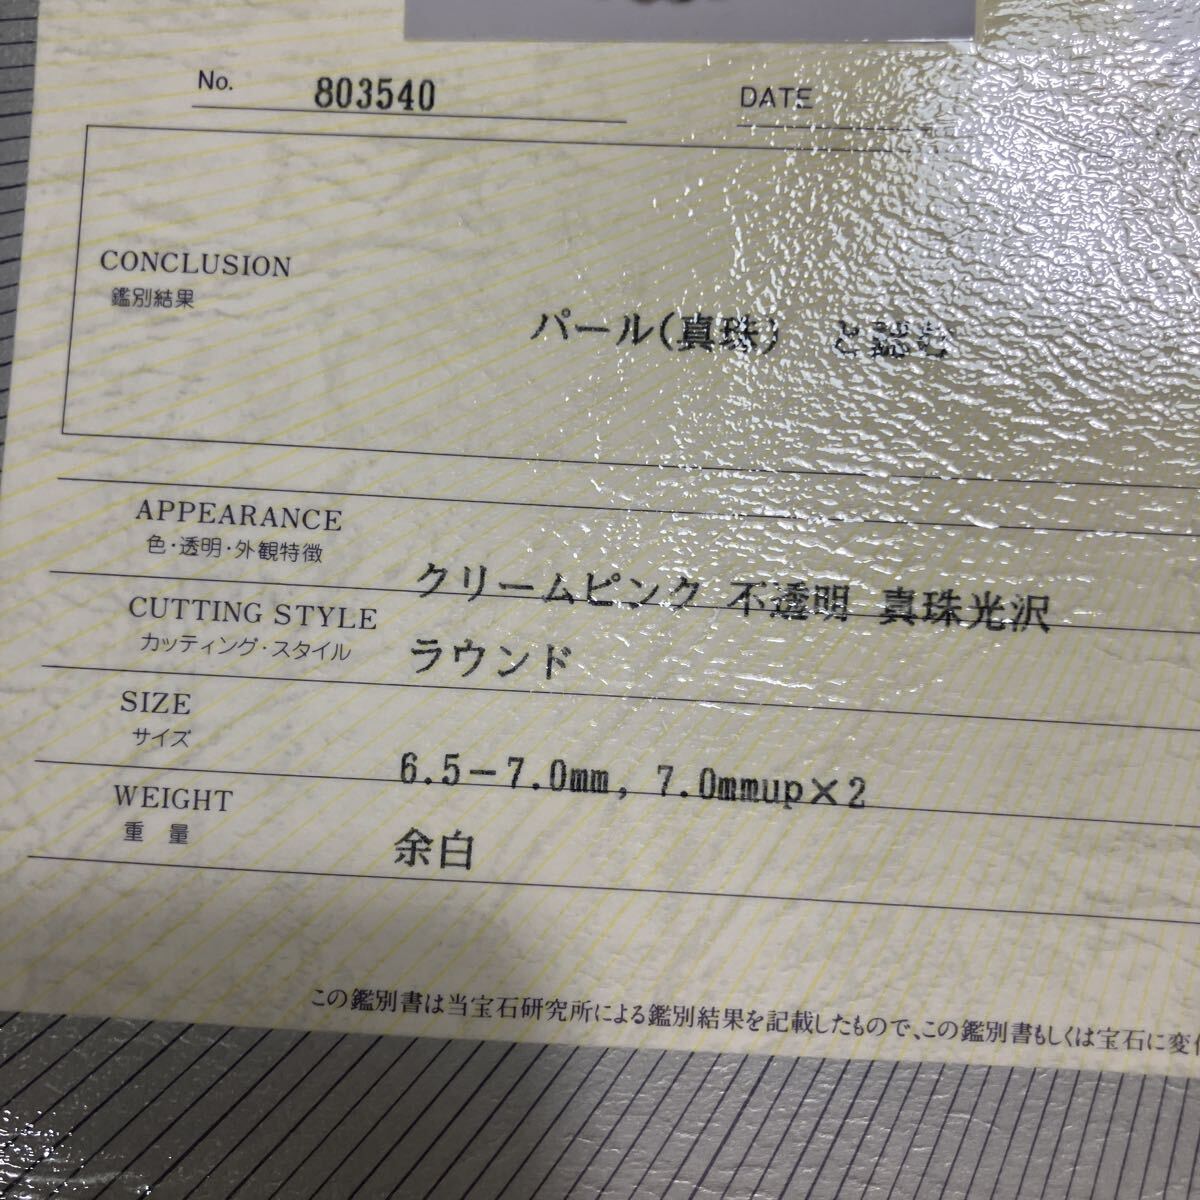 No. 803540 DATE
CONCLUSION
鑑別結果
パール(真珠) と認む
APPEARANCE
色・透明・外観特徴
クリームピンク 不透明 真珠光沢
CUTTING STYLE
カッティング・スタイル
ラウンド
SIZE
サイズ
6.5-7.0mm, 7.0mmup×2
WEIGHT
重量
余白
この鑑別書は当宝石研究所による鑑別結果を記載したもので、この鑑別書もしくは宝石に変化